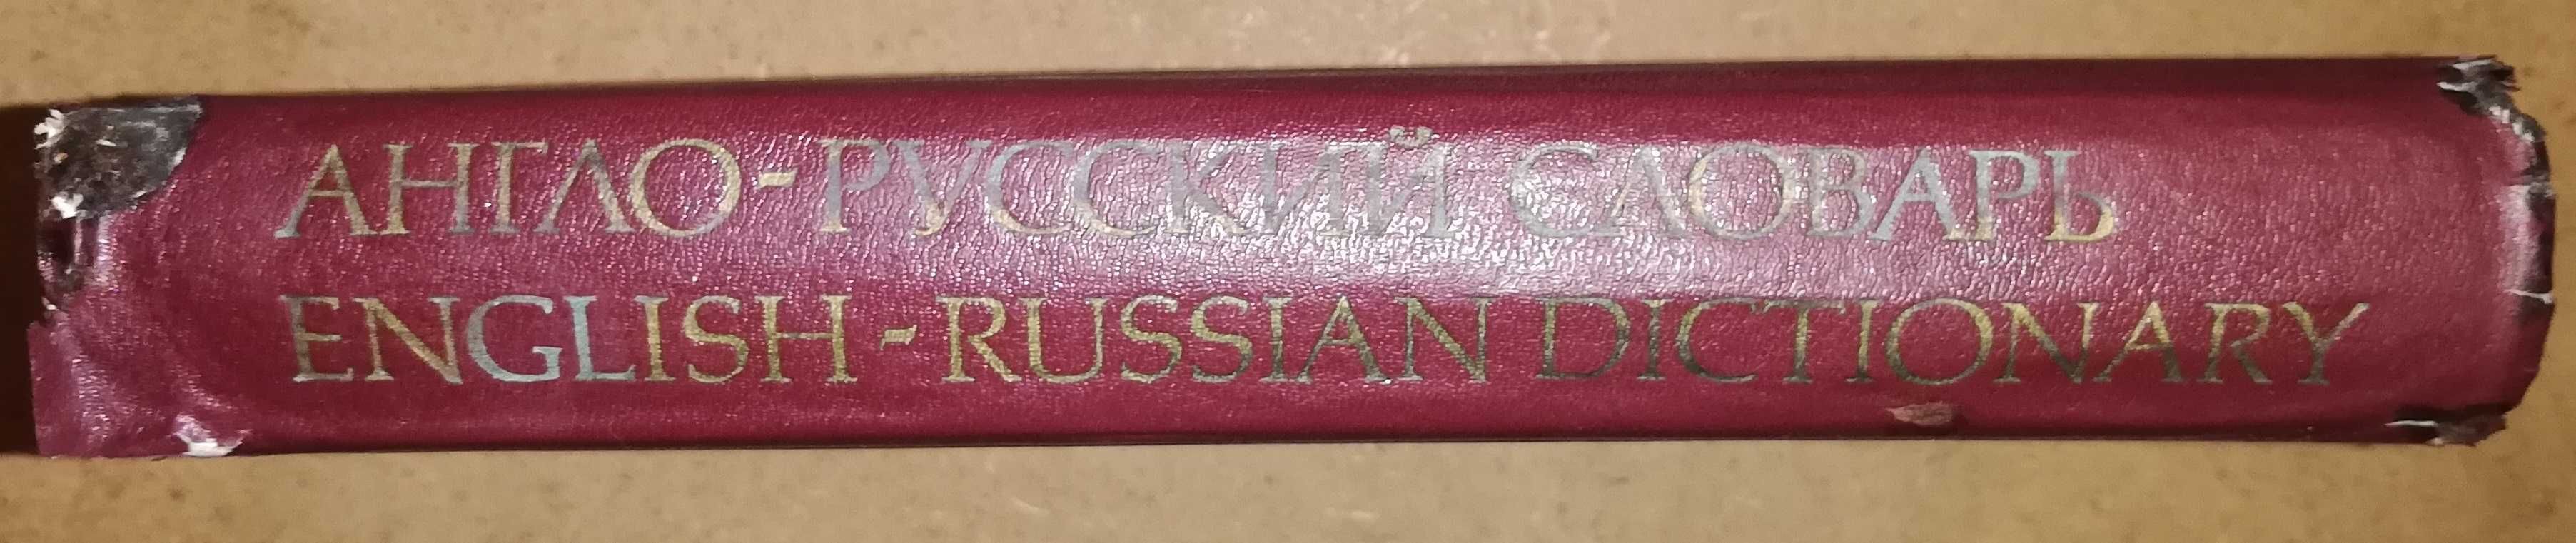 АНГЛО-РУССКИЙ СЛОВАРЬ
ENGLISH-RUSSIAN DICTIONARY